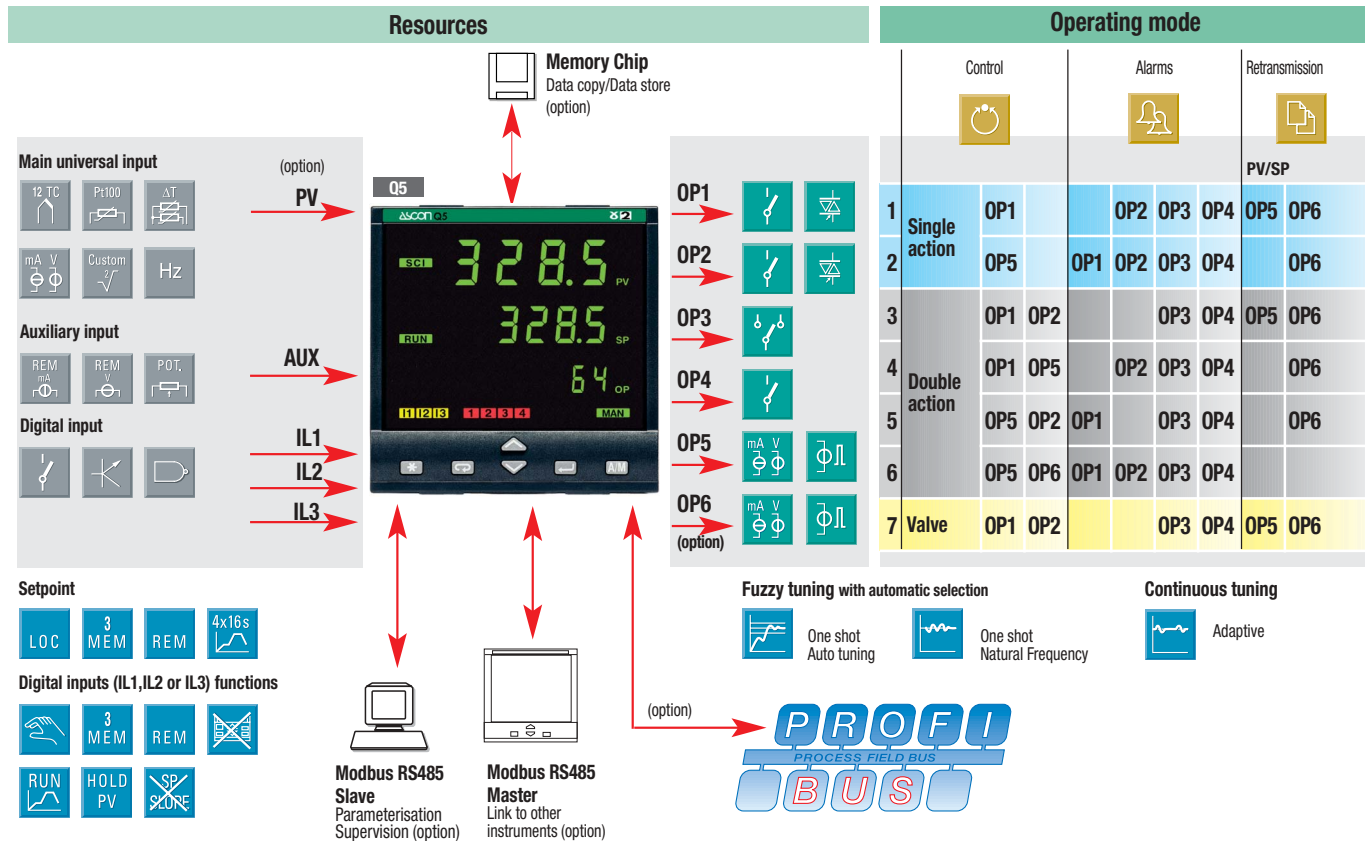 Resources
Operating mode
Memory Chip
Data copy/Data store
(option)
Control
Alarms
Retransmission
PV/SP
Main universal input
12 TC
Pt100
ΔT
mA V
Custom
2√
Hz
(option)
PV
Auxiliary input
REM
mA
REM
V
POT.
AUX
Digital input
IL1
IL2
IL3
Q5
ASCON Q5
2
SCI
328.5
PV
RUN
328.5
SP
64
OP
I1 I2 I3
1 2 3 4
MAN
A/M
OP1
OP2
OP3
OP4
OP5
mA V
OP6
(option)
mA V
1 OP1 OP2 OP3 OP4 OP5 OP6
Single
action
2 OP5 OP1 OP2 OP3 OP4 OP6
3 OP1 OP2 OP3 OP4 OP5 OP6
4 OP1 OP5 OP2 OP3 OP4 OP6
Double
action
5 OP5 OP2 OP1 OP3 OP4 OP6
6 OP5 OP6 OP1 OP2 OP3 OP4
7 Valve OP1 OP2 OP3 OP4 OP5 OP6
Setpoint
LOC
3
MEM
REM
4x16s
Digital inputs (IL1,IL2 or IL3) functions
3
MEM
REM
RUN
HOLD
PV
SP
SLOPE
Modbus RS485
Slave
Parameterisation
Supervision (option)
Modbus RS485
Master
Link to other
instruments (option)
Fuzzy tuning with automatic selection
One shot
Auto tuning
One shot
Natural Frequency
Continuous tuning
Adaptive
(option)
PROFI
PROCESS FIELD BUS
BUS